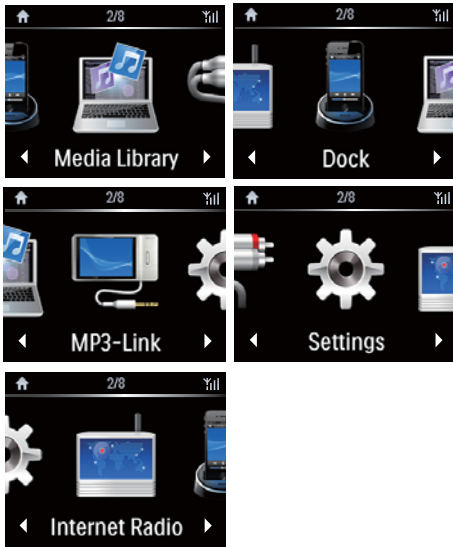 2/8
Media Library
2/8
Dock
2/8
MP3-Link
2/8
Settings
2/8
Internet Radio